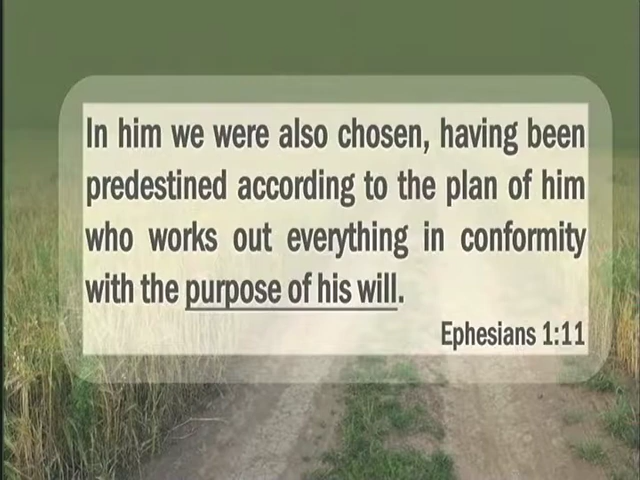 In him we were also chosen, having been
predestined according to the plan of him
who works out everything in conformity
with the purpose of his will.
Ephesians 1:11